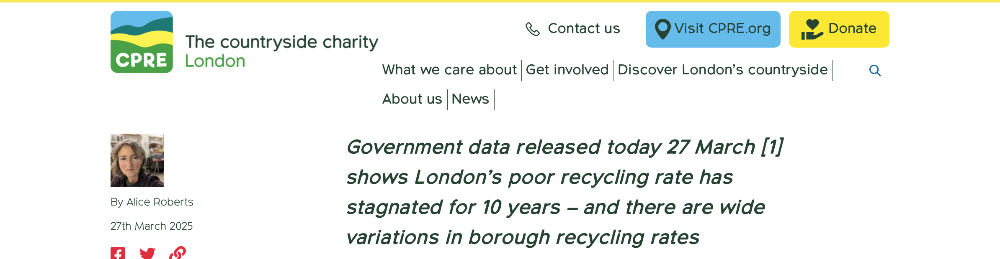 CPRE
The countryside charity
London
Contact us
Visit CPRE.org
Donate
What we care about
Get involved
Discover London’s countryside
About us
News
By Alice Roberts
27th March 2025
Government data released today 27 March [1]
shows London’s poor recycling rate has
stagnated for 10 years – and there are wide
variations in borough recycling rates